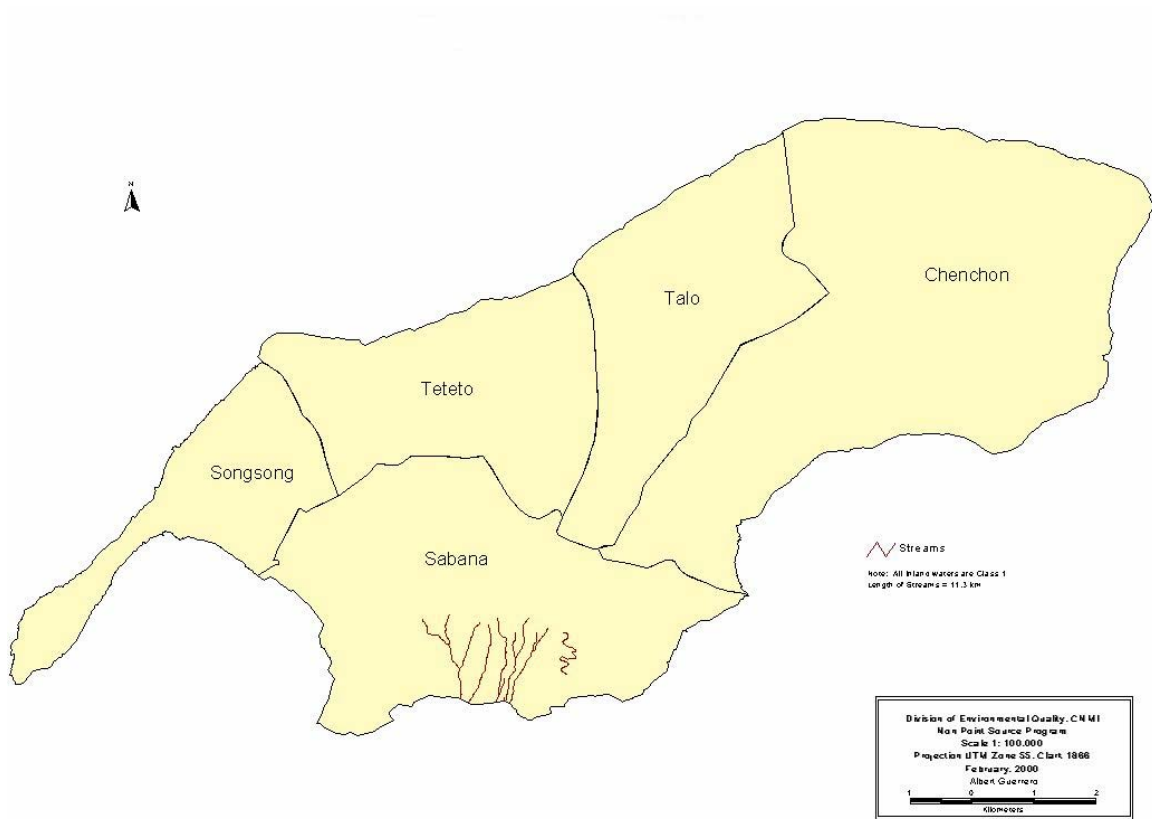 N
Chenchon
Talo
Teteto
Songsong
Sabana
Streams
Note: All Inland waters are Class 1
Length of Streams = 11.3 km
Division of Environmental Quality, CNMI
Non Point Source Program
Scale 1: 100,000
Projection UTM Zone 55, Clark 1866
February, 2000
Albert Guerrero
1 0 1 2
Kilometers